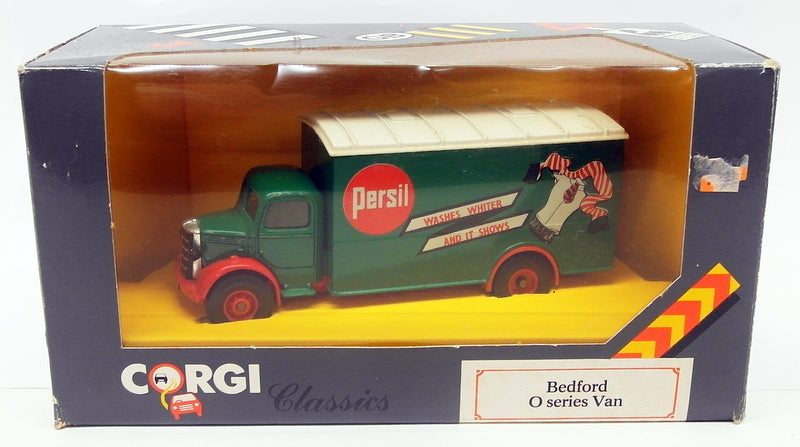 Persil
WASHES WHITER
AND IT SHOWS
CORGI
Classics
Bedford
O series Van